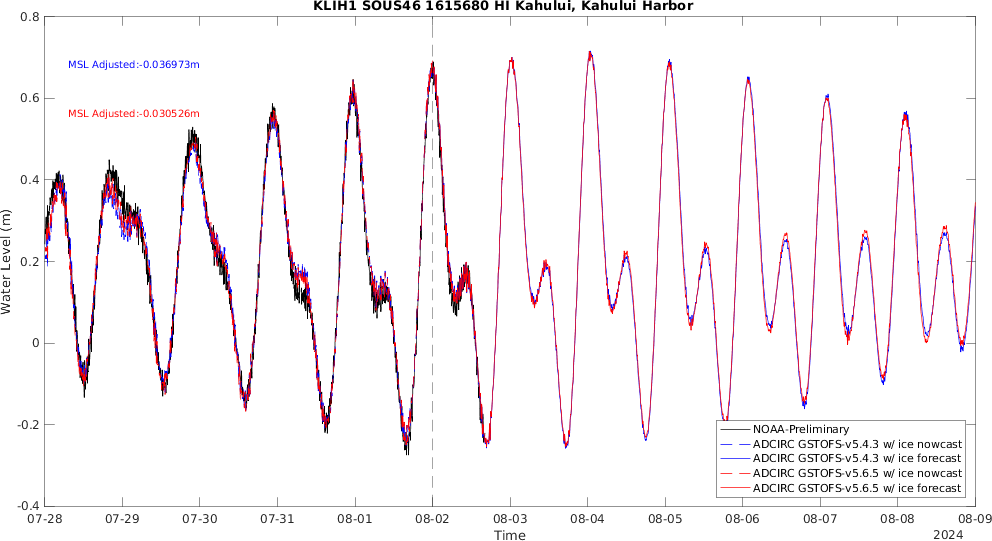 KLIH1 SOUS46 1615680 HI Kahului, Kahului Harbor
0.8
MSL Adjusted:-0.036973m
0.6
MSL Adjusted:-0.030526m
0.4
0.2
0
-0.2
-0.4
Water Level (m)
NOAA-Preliminary
ADCIRC GSTOFS-v5.4.3 w/ ice nowcast
ADCIRC GSTOFS-v5.4.3 w/ ice forecast
ADCIRC GSTOFS-v5.6.5 w/ ice nowcast
ADCIRC GSTOFS-v5.6.5 w/ ice forecast
07-28 07-29 07-30 07-31 08-01 08-02 08-03 08-04 08-05 08-06 08-07 08-08 08-09
Time
2024